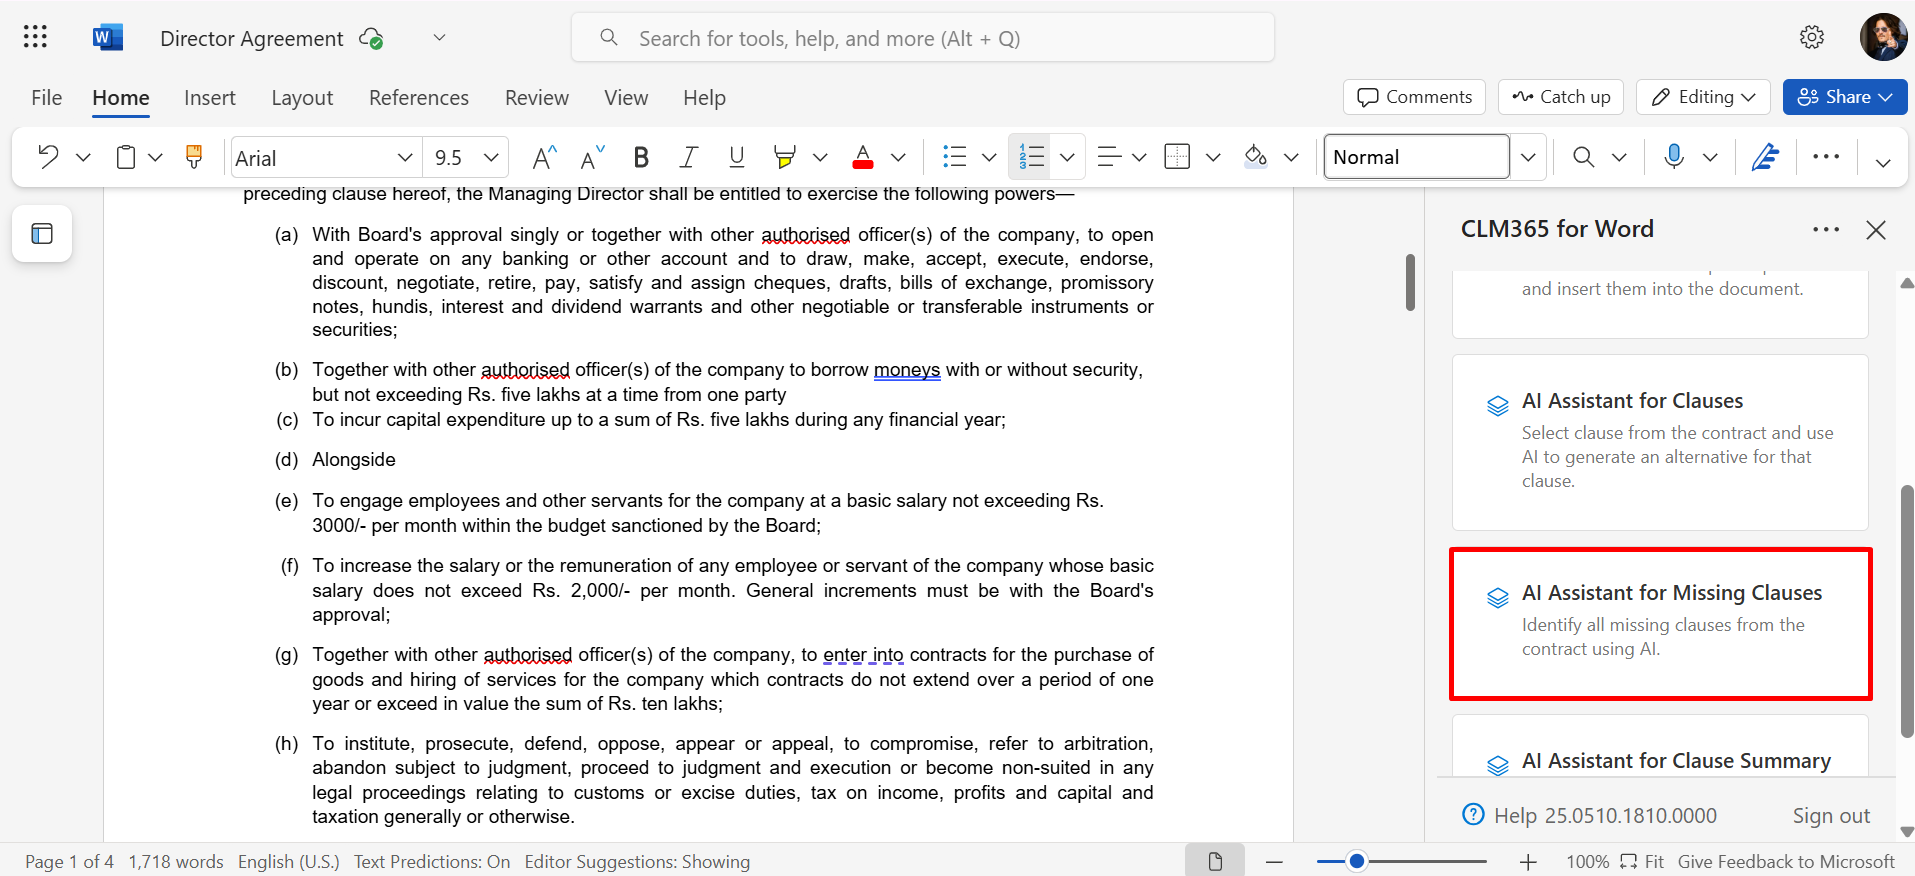 W Director Agreement
Search for tools, help, and more (Alt + Q)
File Home Insert Layout References Review View Help
Comments Catch up Editing Share
Arial 9.5 B I U A Normal
preceding clause hereof, the Managing Director shall be entitled to exercise the following powers—
(a) With Board's approval singly or together with other authorised officer(s) of the company, to open
and operate on any banking or other account and to draw, make, accept, execute, endorse,
discount, negotiate, retire, pay, satisfy and assign cheques, drafts, bills of exchange, promissory
notes, hundis, interest and dividend warrants and other negotiable or transferable instruments or
securities;
(b) Together with other authorised officer(s) of the company to borrow moneys with or without security,
but not exceeding Rs. five lakhs at a time from one party
(c) To incur capital expenditure up to a sum of Rs. five lakhs during any financial year;
(d) Alongside
(e) To engage employees and other servants for the company at a basic salary not exceeding Rs.
3000/- per month within the budget sanctioned by the Board;
(f) To increase the salary or the remuneration of any employee or servant of the company whose basic
salary does not exceed Rs. 2,000/- per month. General increments must be with the Board's
approval;
(g) Together with other authorised officer(s) of the company, to enter into contracts for the purchase of
goods and hiring of services for the company which contracts do not extend over a period of one
year or exceed in value the sum of Rs. ten lakhs;
(h) To institute, prosecute, defend, oppose, appear or appeal, to compromise, refer to arbitration,
abandon subject to judgment, proceed to judgment and execution or become non-suited in any
legal proceedings relating to customs or excise duties, tax on income, profits and capital and
taxation generally or otherwise.
CLM365 for Word
and insert them into the document.
AI Assistant for Clauses
Select clause from the contract and use
AI to generate an alternative for that
clause.
AI Assistant for Missing Clauses
Identify all missing clauses from the
contract using AI.
AI Assistant for Clause Summary
Help 25.0510.1810.0000 Sign out
Page 1 of 4 1,718 words English (U.S.) Text Predictions: On Editor Suggestions: Showing
100% Fit Give Feedback to Microsoft